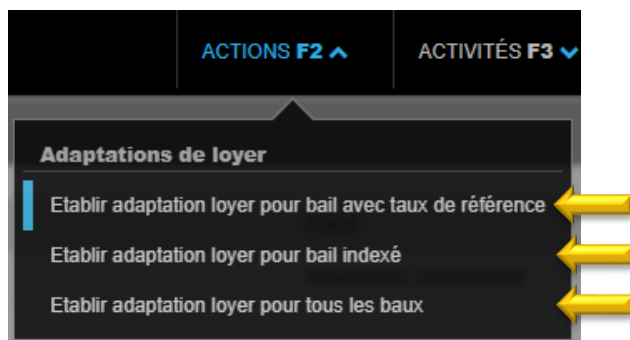 ACTIONS F2 ACTIVITÉS F3
Adaptations de loyer
Etablir adaptation loyer pour bail avec taux de référence
Etablir adaptation loyer pour bail indexé
Etablir adaptation loyer pour tous les baux